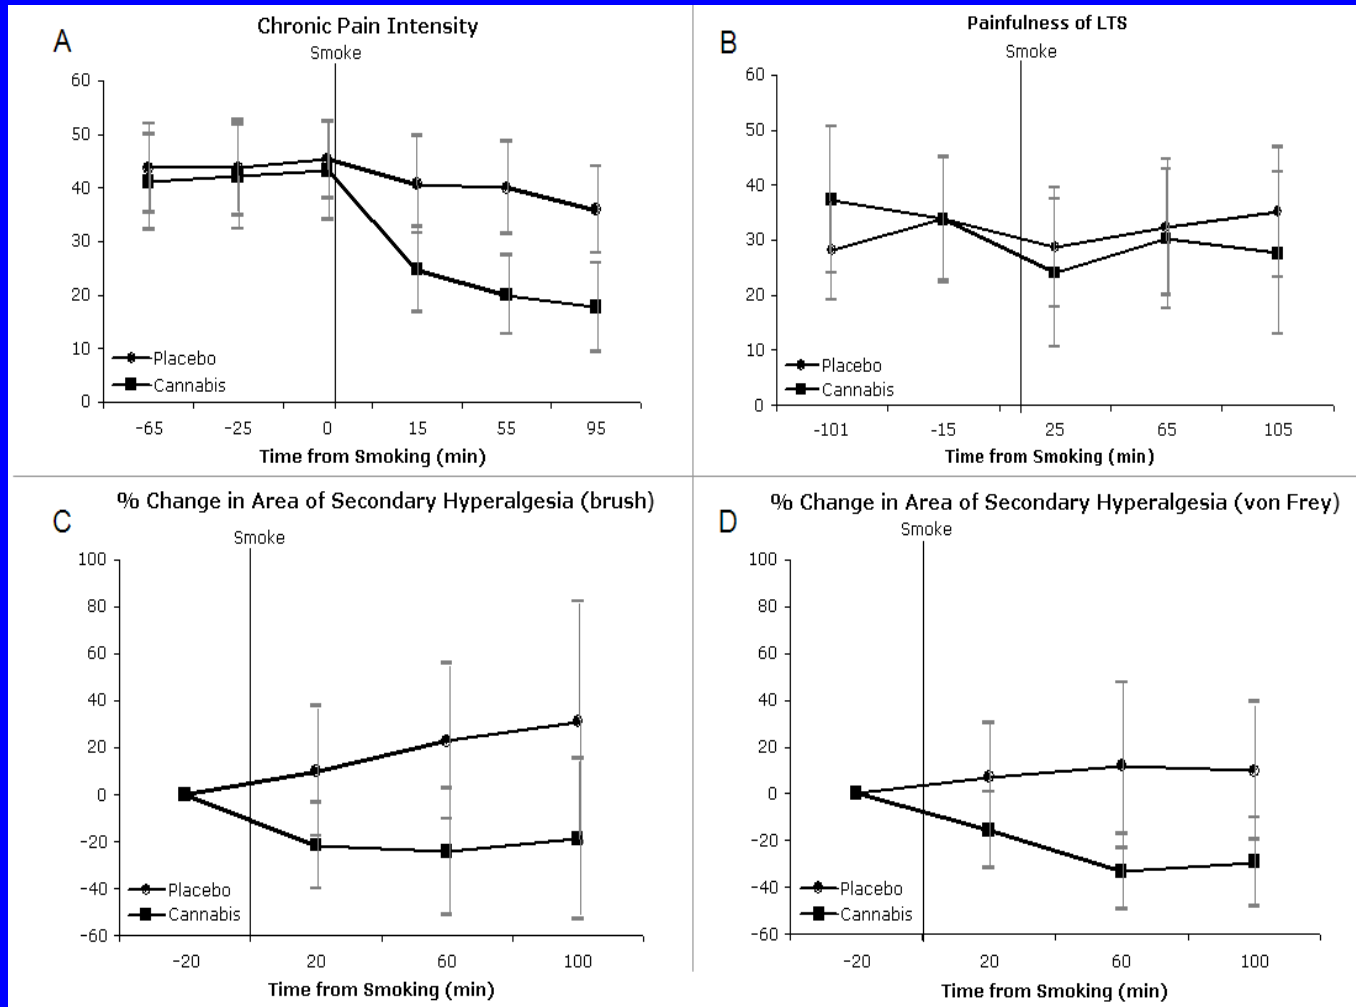 A
Chronic Pain Intensity
Smoke
60
50
40
30
20
10
0
Placebo
Cannabis
-65 -25 0 15 55 95
Time from Smoking (min)
B
Painfulness of LTS
Smoke
60
50
40
30
20
10
0
Placebo
Cannabis
-101 -15 25 65 105
Time from Smoking (min)
C
% Change in Area of Secondary Hyperalgesia (brush)
Smoke
100
80
60
40
20
0
-20
-40
-60
Placebo
Cannabis
-20 20 60 100
Time from Smoking (min)
D
% Change in Area of Secondary Hyperalgesia (von Frey)
Smoke
100
80
60
40
20
0
-20
-40
-60
Placebo
Cannabis
-20 20 60 100
Time from Smoking (min)